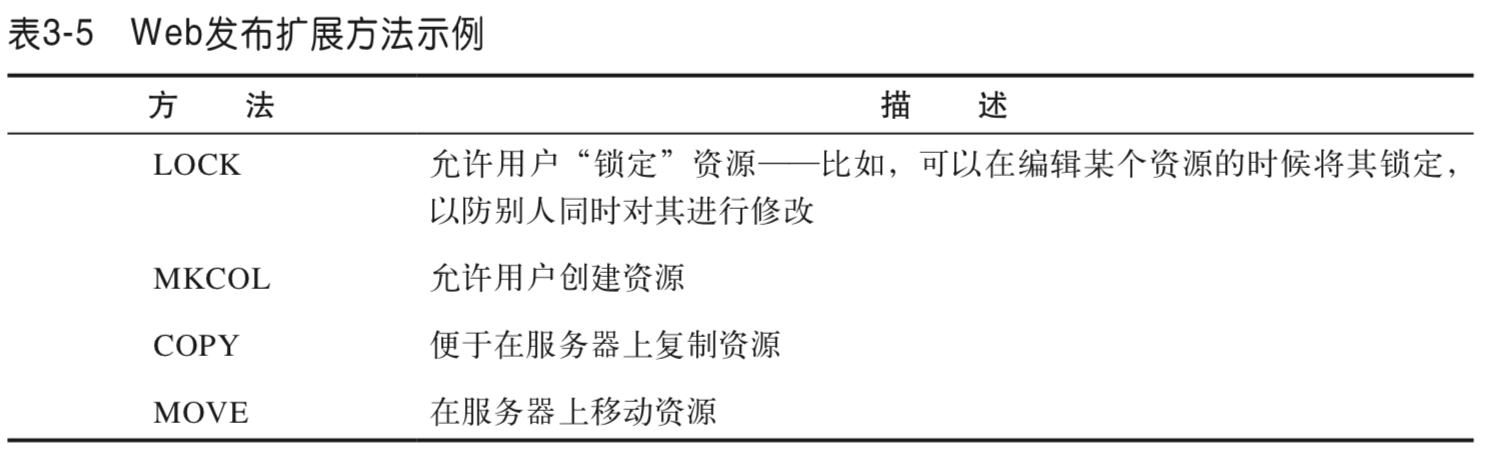 表3-5 Web发布扩展方法示例
方 法 描 述
LOCK 允许用户“锁定”资源——比如，可以在编辑某个资源的时候将其锁定，
以防别人同时对其进行修改
MKCOL 允许用户创建资源
COPY 便于在服务器上复制资源
MOVE 在服务器上移动资源